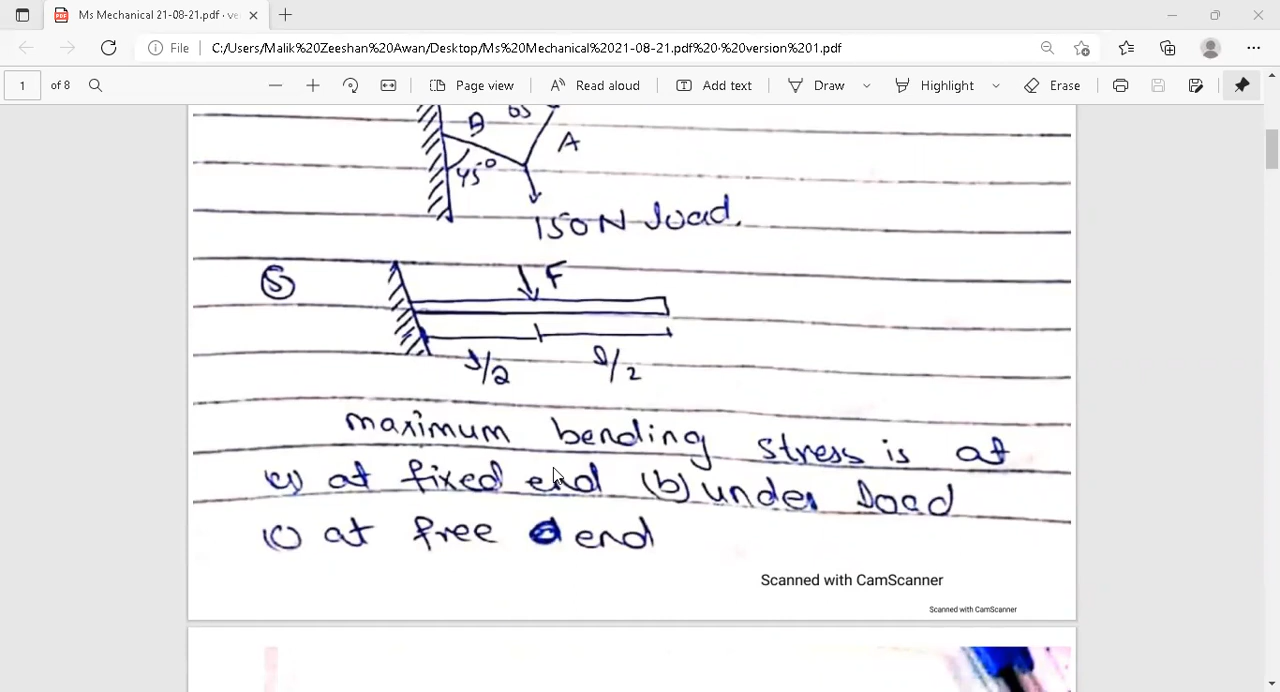 Ms Mechanical 21-08-21.pdf - ve
File C:/Users/Malik%20Zeeshan%20Awan/Desktop/Ms%20Mechanical%2021-08-21.pdf%20%20version%201.pdf
1 of 8 Page view Read aloud Add text Draw Highlight Erase
B 65
A
45°
150N load.
5 F
l/2 l/2
maximum bending stress is at
(a) at fixed end (b) under load
(c) at free end
Scanned with CamScanner
Scanned with CamScanner